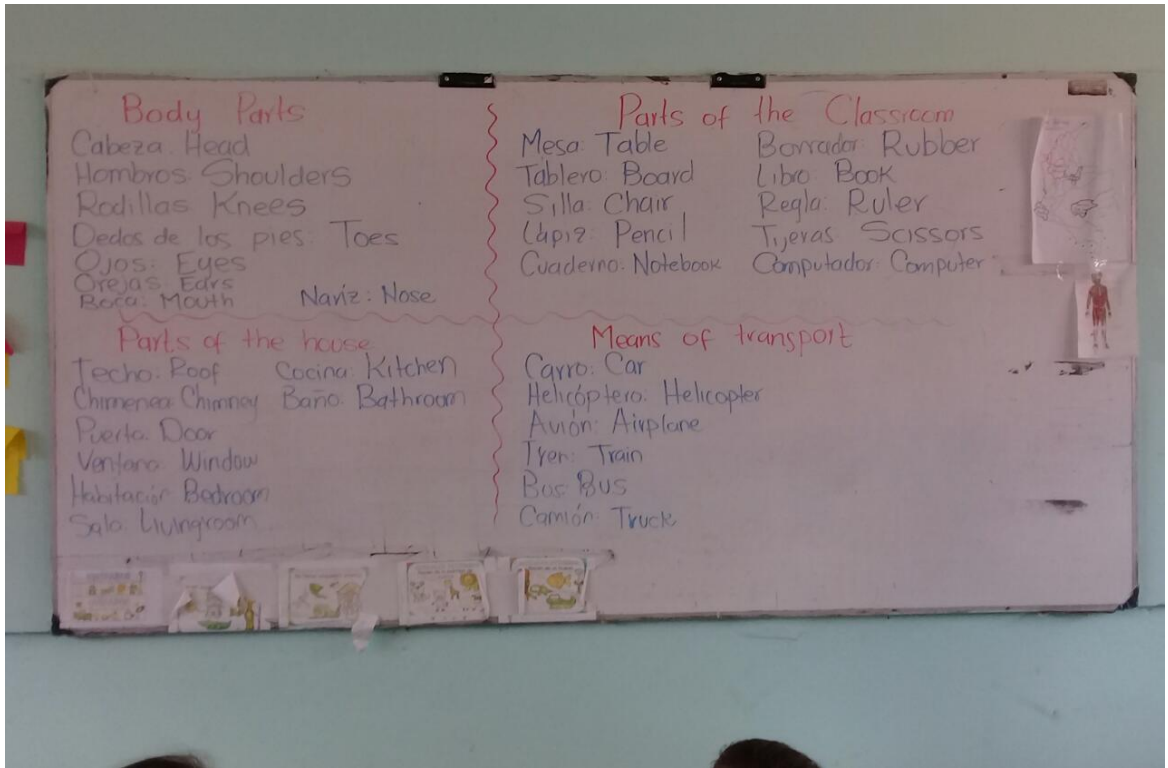 Body Parts
Cabeza: Head
Hombros: Shoulders
Rodillas Knees
Dedos de los pies: Toes
Ojos: Eyes
Orejas: Ears
Boca: Mouth Naríz: Nose
Parts of the Classroom
Mesa: Table Borrador: Rubber
Tablero: Board Libro: Book
Silla: Chair Regla: Ruler
Lápiz: Pencil Tijeras Scissors
Cuaderno: Notebook Computador: Computer
Parts of the house
Techo: Roof Cocina: Kitchen
Chimenea: Chimney Baño: Bathroom
Puerta: Door
Ventana: Window
Habitación Bedroom
Sala: Livingroom
Means of transport
Carro: Car
Helicóptero: Helicopter
Avión: Airplane
Tren: Train
Bus: Bus
Camión: Truck